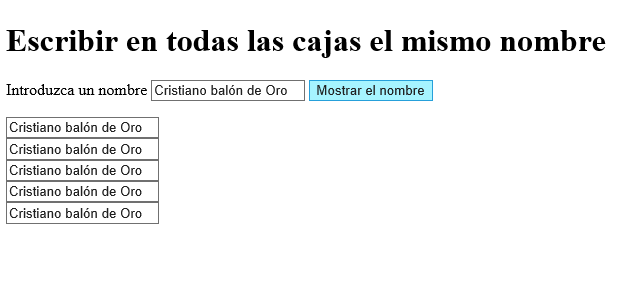 Escribir en todas las cajas el mismo nombre
Introduzca un nombre Cristiano balón de Oro Mostrar el nombre
Cristiano balón de Oro
Cristiano balón de Oro
Cristiano balón de Oro
Cristiano balón de Oro
Cristiano balón de Oro